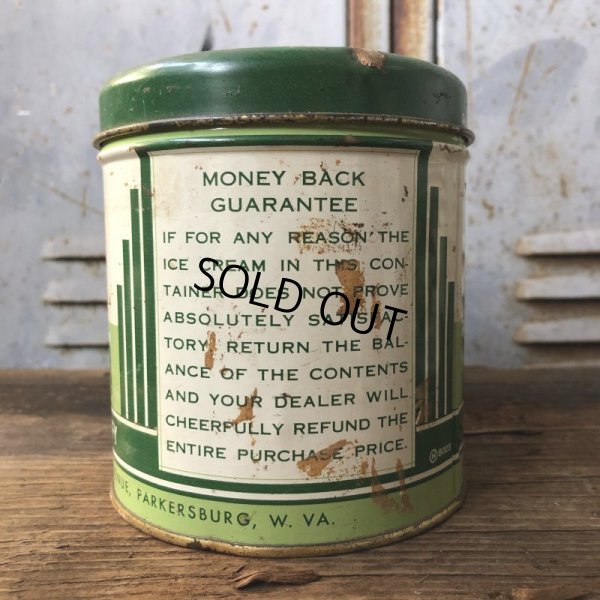 MONEY BACK
GUARANTEE
IF FOR ANY REASON THE
ICE CREAM IN THIS CON-
TAINER DOES NOT PROVE
ABSOLUTELY SATISFAC-
TORY, RETURN THE BAL-
ANCE OF THE CONTENTS
AND YOUR DEALER WILL
CHEERFULLY REFUND THE
ENTIRE PURCHASE PRICE.
SOLD OUT
PARKERSBURG, W. VA.